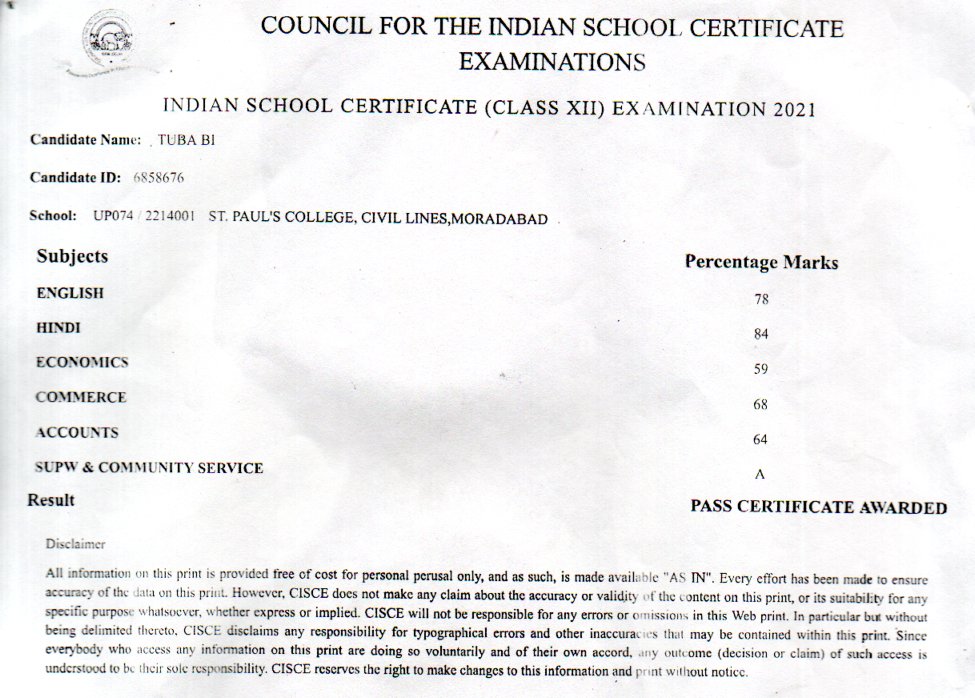 COUNCIL FOR THE INDIAN SCHOOL CERTIFICATE
EXAMINATIONS
INDIAN SCHOOL CERTIFICATE (CLASS XII) EXAMINATION 2021
Candidate Name: TUBA BI
Candidate ID: 6858676
School: UP074 / 2214001 ST. PAUL'S COLLEGE, CIVIL LINES,MORADABAD
Subjects Percentage Marks
ENGLISH 78
HINDI 84
ECONOMICS 59
COMMERCE 68
ACCOUNTS 64
SUPW & COMMUNITY SERVICE A
Result PASS CERTIFICATE AWARDED
Disclaimer
All information on this print is provided free of cost for personal perusal only, and as such, is made available "AS IN". Every effort has been made to ensure
accuracy of the data on this print. However, CISCE does not make any claim about the accuracy or validity of the content on this print, or its suitability for any
specific purpose whatsoever, whether express or implied. CISCE will not be responsible for any errors or omissions in this Web print. In particular but without
being delimited thereto, CISCE disclaims any responsibility for typographical errors and other inaccuracies that may be contained within this print. Since
everybody who access any information on this print are doing so voluntarily and of their own accord, any outcome (decision or claim) of such access is
understood to be their sole responsibility. CISCE reserves the right to make changes to this information and print without notice.